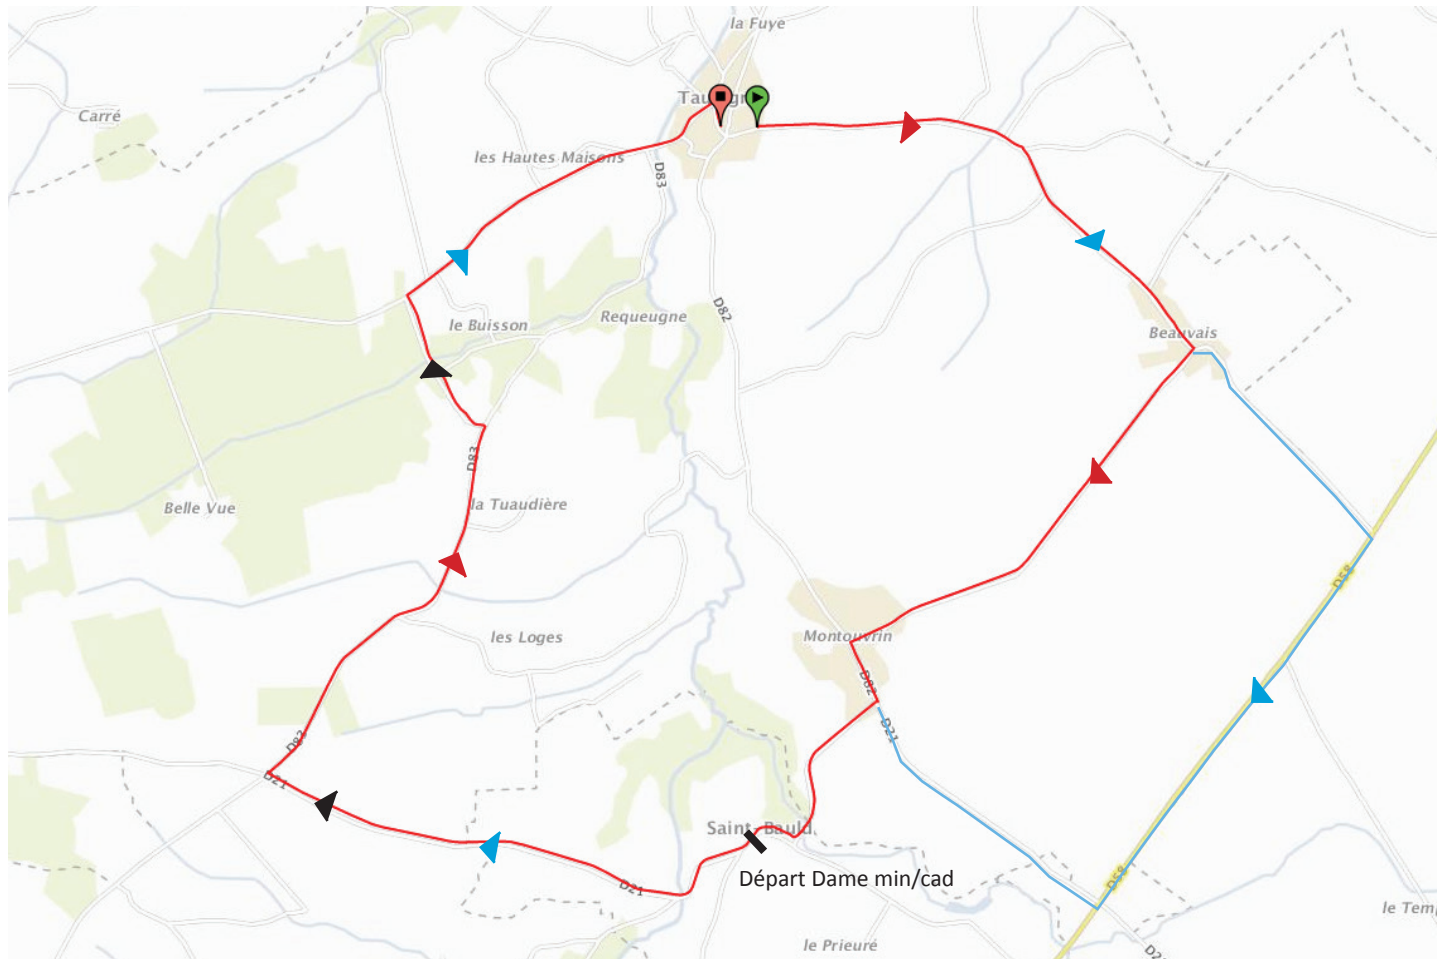 la Fuye
Carré
les Hautes Maisons
D83
D82
le Buisson
Requeugne
Beauvais
D83
la Tuaudière
Belle Vue
D58
les Loges
Montouvrin
D82
D21
D83
D21
Saint-Bauld
Départ Dame min/cad
D21
D58
le Prieuré